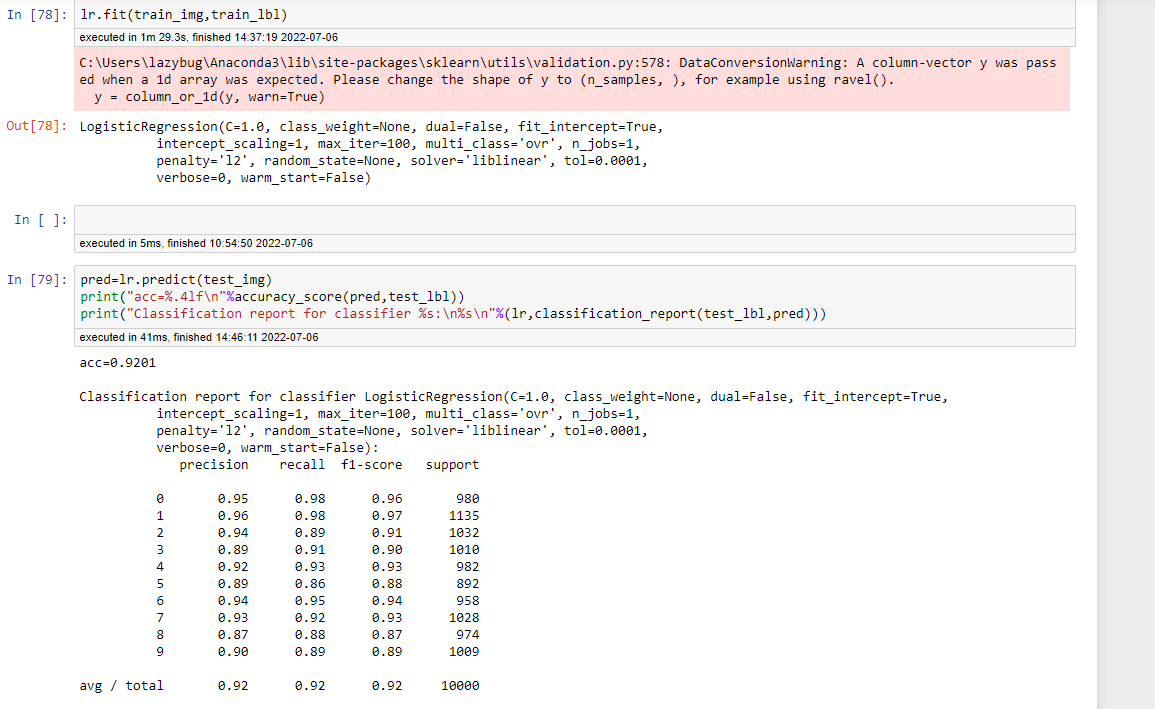 In [78]: lr.fit(train_img,train_lbl)
executed in 1m 29.3s, finished 14:37:19 2022-07-06
C:\Users\lazybug\Anaconda3\lib\site-packages\sklearn\utils\validation.py:578: DataConversionWarning: A column-vector y was pass
ed when a 1d array was expected. Please change the shape of y to (n_samples, ), for example using ravel().
  y = column_or_1d(y, warn=True)
Out[78]: LogisticRegression(C=1.0, class_weight=None, dual=False, fit_intercept=True,
          intercept_scaling=1, max_iter=100, multi_class='ovr', n_jobs=1,
          penalty='l2', random_state=None, solver='liblinear', tol=0.0001,
          verbose=0, warm_start=False)
In [ ]:
executed in 5ms, finished 10:54:50 2022-07-06
In [79]: pred=lr.predict(test_img)
print("acc=%.4lf\n"%accuracy_score(pred,test_lbl))
print("Classification report for classifier %s:\n%s\n"%(lr,classification_report(test_lbl,pred)))
executed in 41ms, finished 14:46:11 2022-07-06
acc=0.9201
Classification report for classifier LogisticRegression(C=1.0, class_weight=None, dual=False, fit_intercept=True,
          intercept_scaling=1, max_iter=100, multi_class='ovr', n_jobs=1,
          penalty='l2', random_state=None, solver='liblinear', tol=0.0001,
          verbose=0, warm_start=False):
             precision    recall  f1-score   support
          0       0.95      0.98      0.96       980
          1       0.96      0.98      0.97      1135
          2       0.94      0.89      0.91      1032
          3       0.89      0.91      0.90      1010
          4       0.92      0.93      0.93       982
          5       0.89      0.86      0.88       892
          6       0.94      0.95      0.94       958
          7       0.93      0.92      0.93      1028
          8       0.87      0.88      0.87       974
          9       0.90      0.89      0.89      1009
avg / total       0.92      0.92      0.92     10000